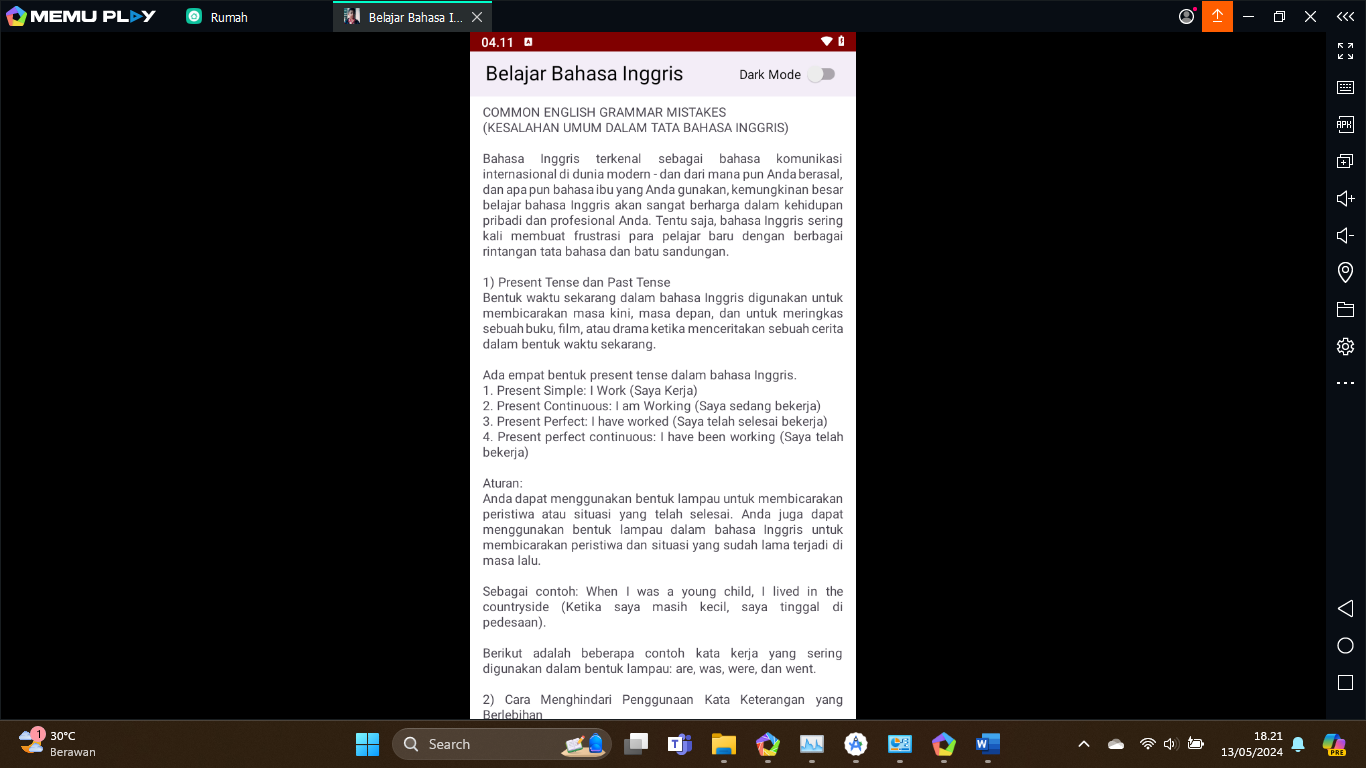 MEMU PLAY
Rumah
Belajar Bahasa I...
04.11
Belajar Bahasa Inggris
Dark Mode
COMMON ENGLISH GRAMMAR MISTAKES
(KESALAHAN UMUM DALAM TATA BAHASA INGGRIS)
Bahasa Inggris terkenal sebagai bahasa komunikasi
internasional di dunia modern - dan dari mana pun Anda berasal,
dan apa pun bahasa ibu yang Anda gunakan, kemungkinan besar
belajar bahasa Inggris akan sangat berharga dalam kehidupan
pribadi dan profesional Anda. Tentu saja, bahasa Inggris sering
kali membuat frustrasi para pelajar baru dengan berbagai
rintangan tata bahasa dan batu sandungan.
1) Present Tense dan Past Tense
Bentuk waktu sekarang dalam bahasa Inggris digunakan untuk
membicarakan masa kini, masa depan, dan untuk meringkas
sebuah buku, film, atau drama ketika menceritakan sebuah cerita
dalam bentuk waktu sekarang.
Ada empat bentuk present tense dalam bahasa Inggris.
1. Present Simple: I Work (Saya Kerja)
2. Present Continuous: I am Working (Saya sedang bekerja)
3. Present Perfect: I have worked (Saya telah selesai bekerja)
4. Present perfect continuous: I have been working (Saya telah
bekerja)
Aturan:
Anda dapat menggunakan bentuk lampau untuk membicarakan
peristiwa atau situasi yang telah selesai. Anda juga dapat
menggunakan bentuk lampau dalam bahasa Inggris untuk
membicarakan peristiwa dan situasi yang sudah lama terjadi di
masa lalu.
Sebagai contoh: When I was a young child, I lived in the
countryside (Ketika saya masih kecil, saya tinggal di
pedesaan).
Berikut adalah beberapa contoh kata kerja yang sering
digunakan dalam bentuk lampau: are, was, were, dan went.
2) Cara Menghindari Penggunaan Kata Keterangan yang
Berlebihan
APK
1
30°C
Berawan
Search
18.21
13/05/2024
PRE